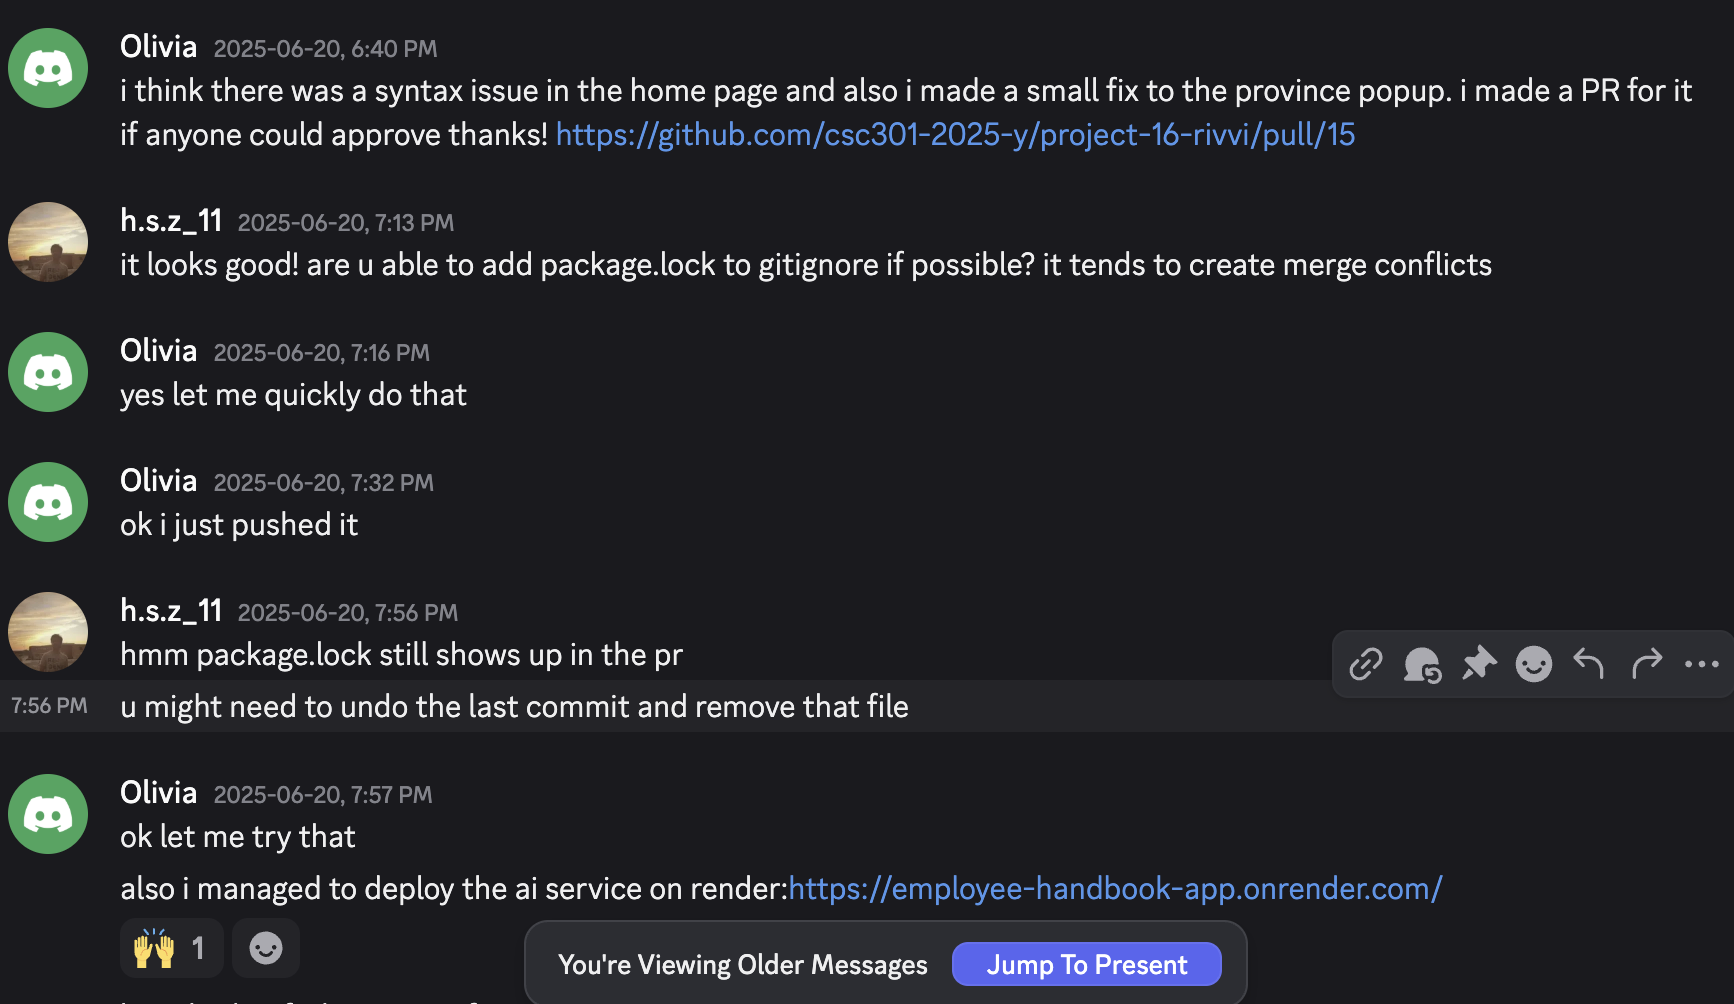 Olivia 2025-06-20, 6:40 PM
i think there was a syntax issue in the home page and also i made a small fix to the province popup. i made a PR for it
if anyone could approve thanks! https://github.com/csc301-2025-y/project-16-rivvi/pull/15
h.s.z_11 2025-06-20, 7:13 PM
it looks good! are u able to add package.lock to gitignore if possible? it tends to create merge conflicts
Olivia 2025-06-20, 7:16 PM
yes let me quickly do that
Olivia 2025-06-20, 7:32 PM
ok i just pushed it
h.s.z_11 2025-06-20, 7:56 PM
hmm package.lock still shows up in the pr
7:56 PM u might need to undo the last commit and remove that file
Olivia 2025-06-20, 7:57 PM
ok let me try that
also i managed to deploy the ai service on render:https://employee-handbook-app.onrender.com/
1
You're Viewing Older Messages Jump To Present